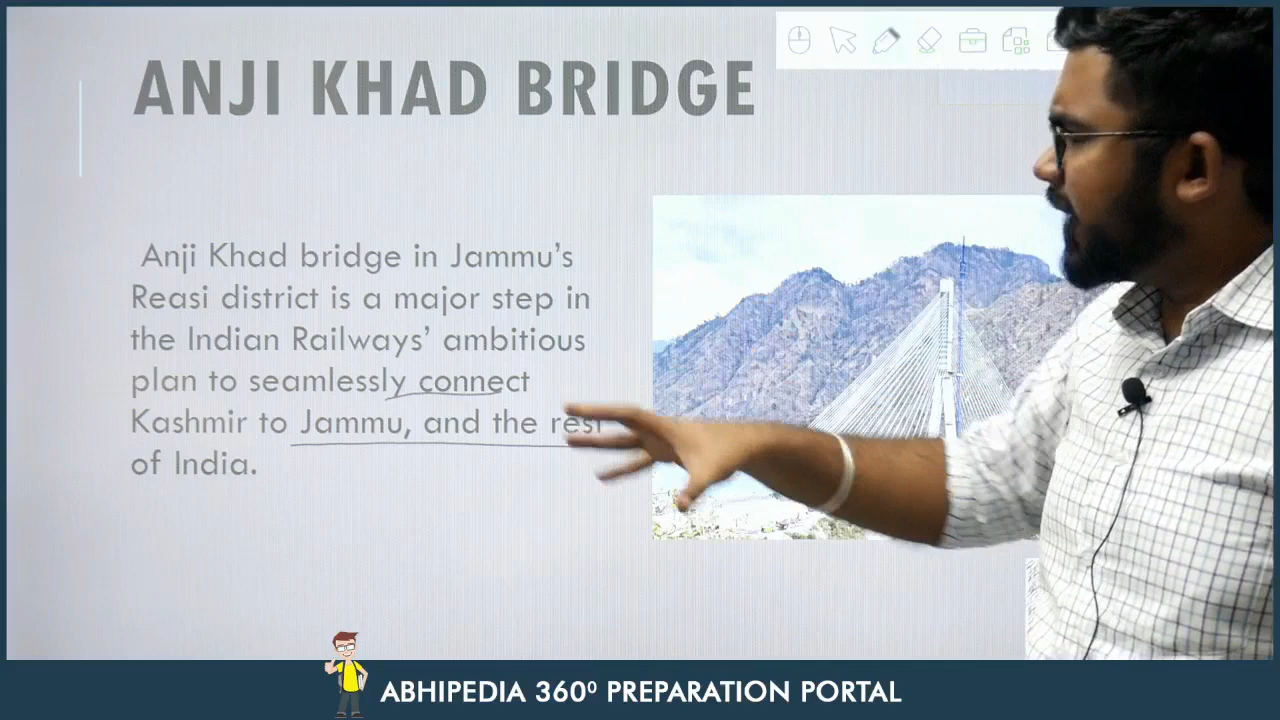 ANJI KHAD BRIDGE
Anji Khad bridge in Jammu's
Reasi district is a major step in
the Indian Railways' ambitious
plan to seamlessly connect
Kashmir to Jammu, and the rest
of India.
ABHIPEDIA 360⁰ PREPARATION PORTAL